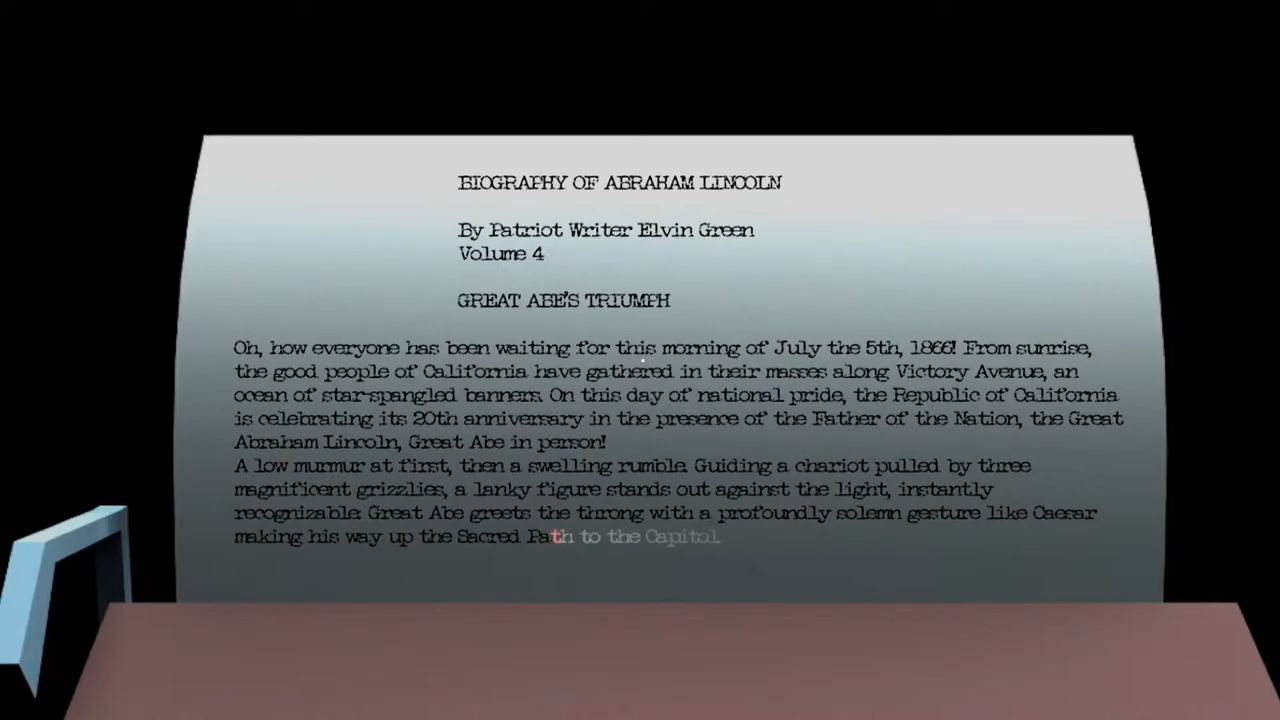 BIOGRAPHY OF ABRAHAM LINCOLN
By Patriot Writer Elvin Green
Volume 4
GREAT ABE'S TRIUMPH
Oh, how everyone has been waiting for this morning of July the 5th, 1866! From sunrise,
the good people of California have gathered in their masses along Victory Avenue, an
ocean of star-spangled banners. On this day of national pride, the Republic of California
is celebrating its 20th anniversary in the presence of the Father of the Nation, the Great
Abraham Lincoln, Great Abe in person!
A low murmur at first, then a swelling rumble. Guiding a chariot pulled by three
magnificent grizzlies, a lanky figure stands out against the light, instantly
recognizable: Great Abe greets the throng with a profoundly solemn gesture like Caesar
making his way up the Sacred Path to the Capitol.